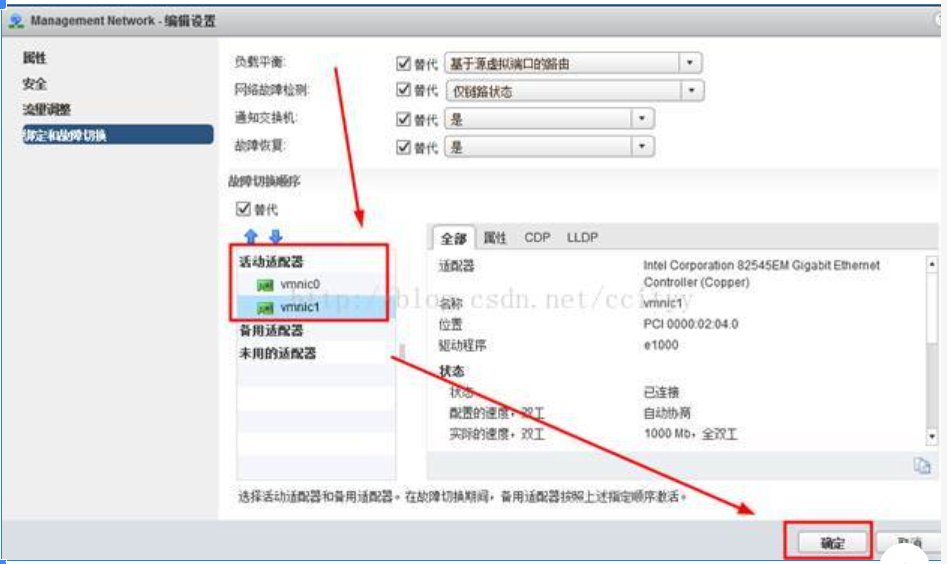 Management Network - 编辑设置
属性
安全
流量调整
绑定和故障切换
负载平衡: 替代 基于源虚拟端口的路由
网络故障检测: 替代 仅链路状态
通知交换机: 替代 是
故障恢复: 替代 是
故障切换顺序
替代
活动适配器
vmnic0
vmnic1
备用适配器
未用的适配器
全部 属性 CDP LLDP
适配器 Intel Corporation 82545EM Gigabit Ethernet
Controller (Copper)
名称 vmnic1
位置 PCI 0000:02:04.0
驱动程序 e1000
状态
状态 已连接
配置的速度，双工 自动协商
实际的速度，双工 1000 Mb，全双工
http://blog.csdn.net/ccityy
选择活动适配器和备用适配器。在故障切换期间，备用适配器按照上述指定顺序激活。
确定 取消